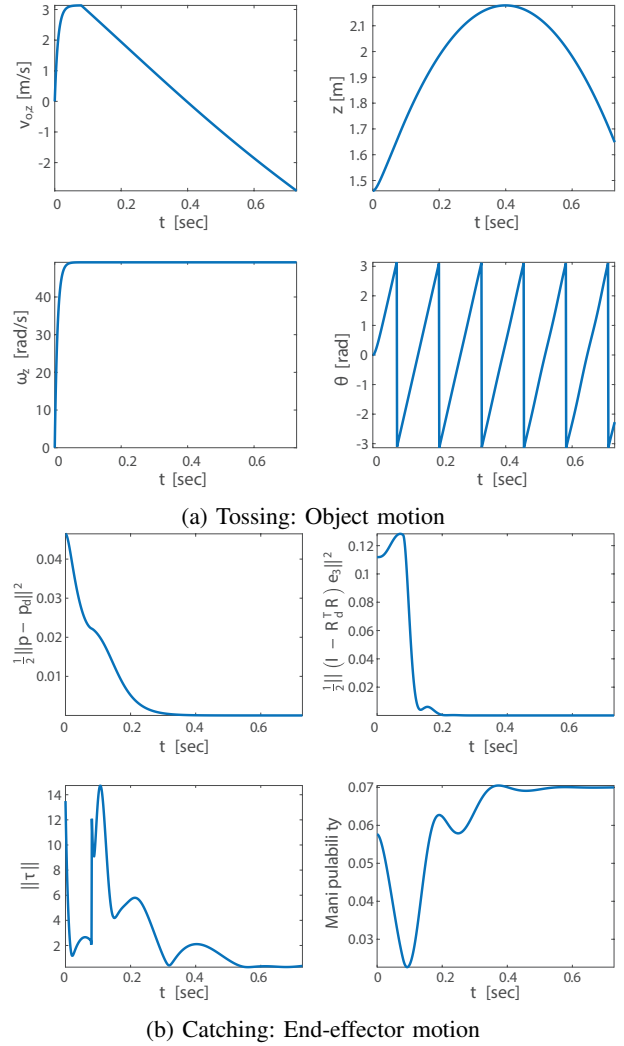 3
2
1
0
-1
-2
v_{o,z} [m/s]
0 0.2 0.4 0.6
t [sec]
2.1
2
1.9
1.8
1.7
1.6
1.5
z [m]
0 0.2 0.4 0.6
t [sec]
40
30
20
10
0
ω_z [rad/s]
0 0.2 0.4 0.6
t [sec]
3
2
1
0
-1
-2
-3
θ [rad]
0 0.2 0.4 0.6
t [sec]
(a) Tossing: Object motion
0.04
0.03
0.02
0.01
½||p − p_d||²
0 0.2 0.4 0.6
t [sec]
0.12
0.10
0.08
0.06
0.04
0.02
½|| (I − R_d^T R ) e_3||²
0 0.2 0.4 0.6
t [sec]
14
12
10
8
6
4
2
||τ||
0 0.2 0.4 0.6
t [sec]
0.07
0.06
0.05
0.04
0.03
Mani pulabili ty
0 0.2 0.4 0.6
t [sec]
(b) Catching: End-effector motion